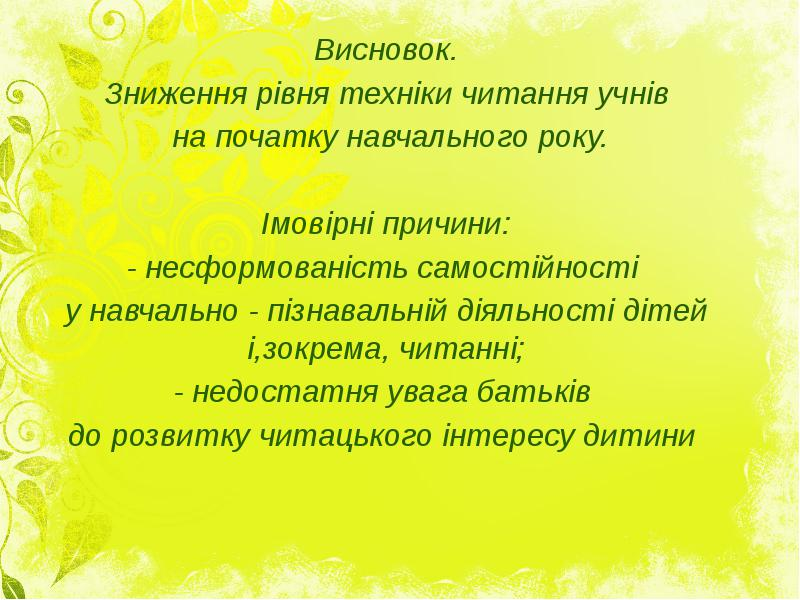 Висновок.
Зниження рівня техніки читання учнів
на початку навчального року.
Імовірні причини:
- несформованість самостійності
у навчально - пізнавальній діяльності дітей
і,зокрема, читанні;
- недостатня увага батьків
до розвитку читацького інтересу дитини